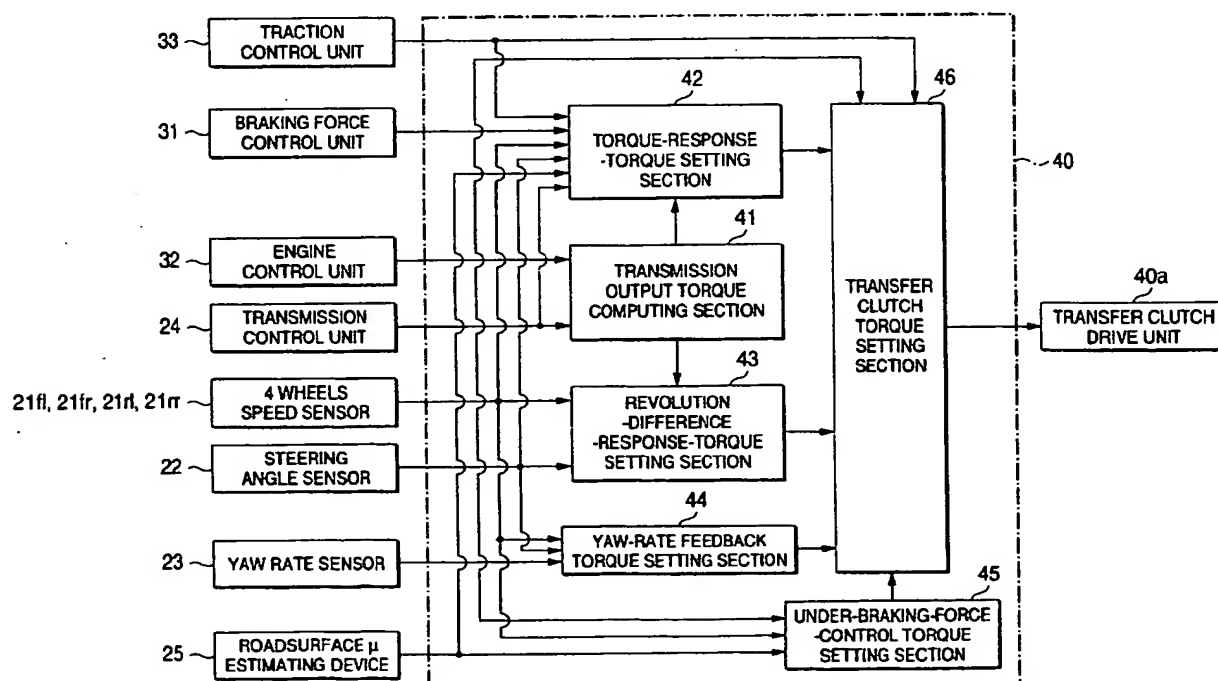 33
TRACTION
CONTROL UNIT
46
42
31
BRAKING FORCE
CONTROL UNIT
TORQUE-RESPONSE
-TORQUE SETTING
SECTION
40
41
32
ENGINE
CONTROL UNIT
TRANSMISSION
OUTPUT TORQUE
COMPUTING SECTION
TRANSFER
CLUTCH
TORQUE
SETTING
SECTION
40a
TRANSFER CLUTCH
DRIVE UNIT
24
TRANSMISSION
CONTROL UNIT
43
21fl, 21fr, 21rl, 21rr
4 WHEELS
SPEED SENSOR
REVOLUTION
-DIFFERENCE
-RESPONSE-TORQUE
SETTING SECTION
22
STEERING
ANGLE SENSOR
44
23
YAW RATE SENSOR
YAW-RATE FEEDBACK
TORQUE SETTING SECTION
45
25
ROADSURFACE μ
ESTIMATING DEVICE
UNDER-BRAKING-FORCE
-CONTROL TORQUE
SETTING SECTION